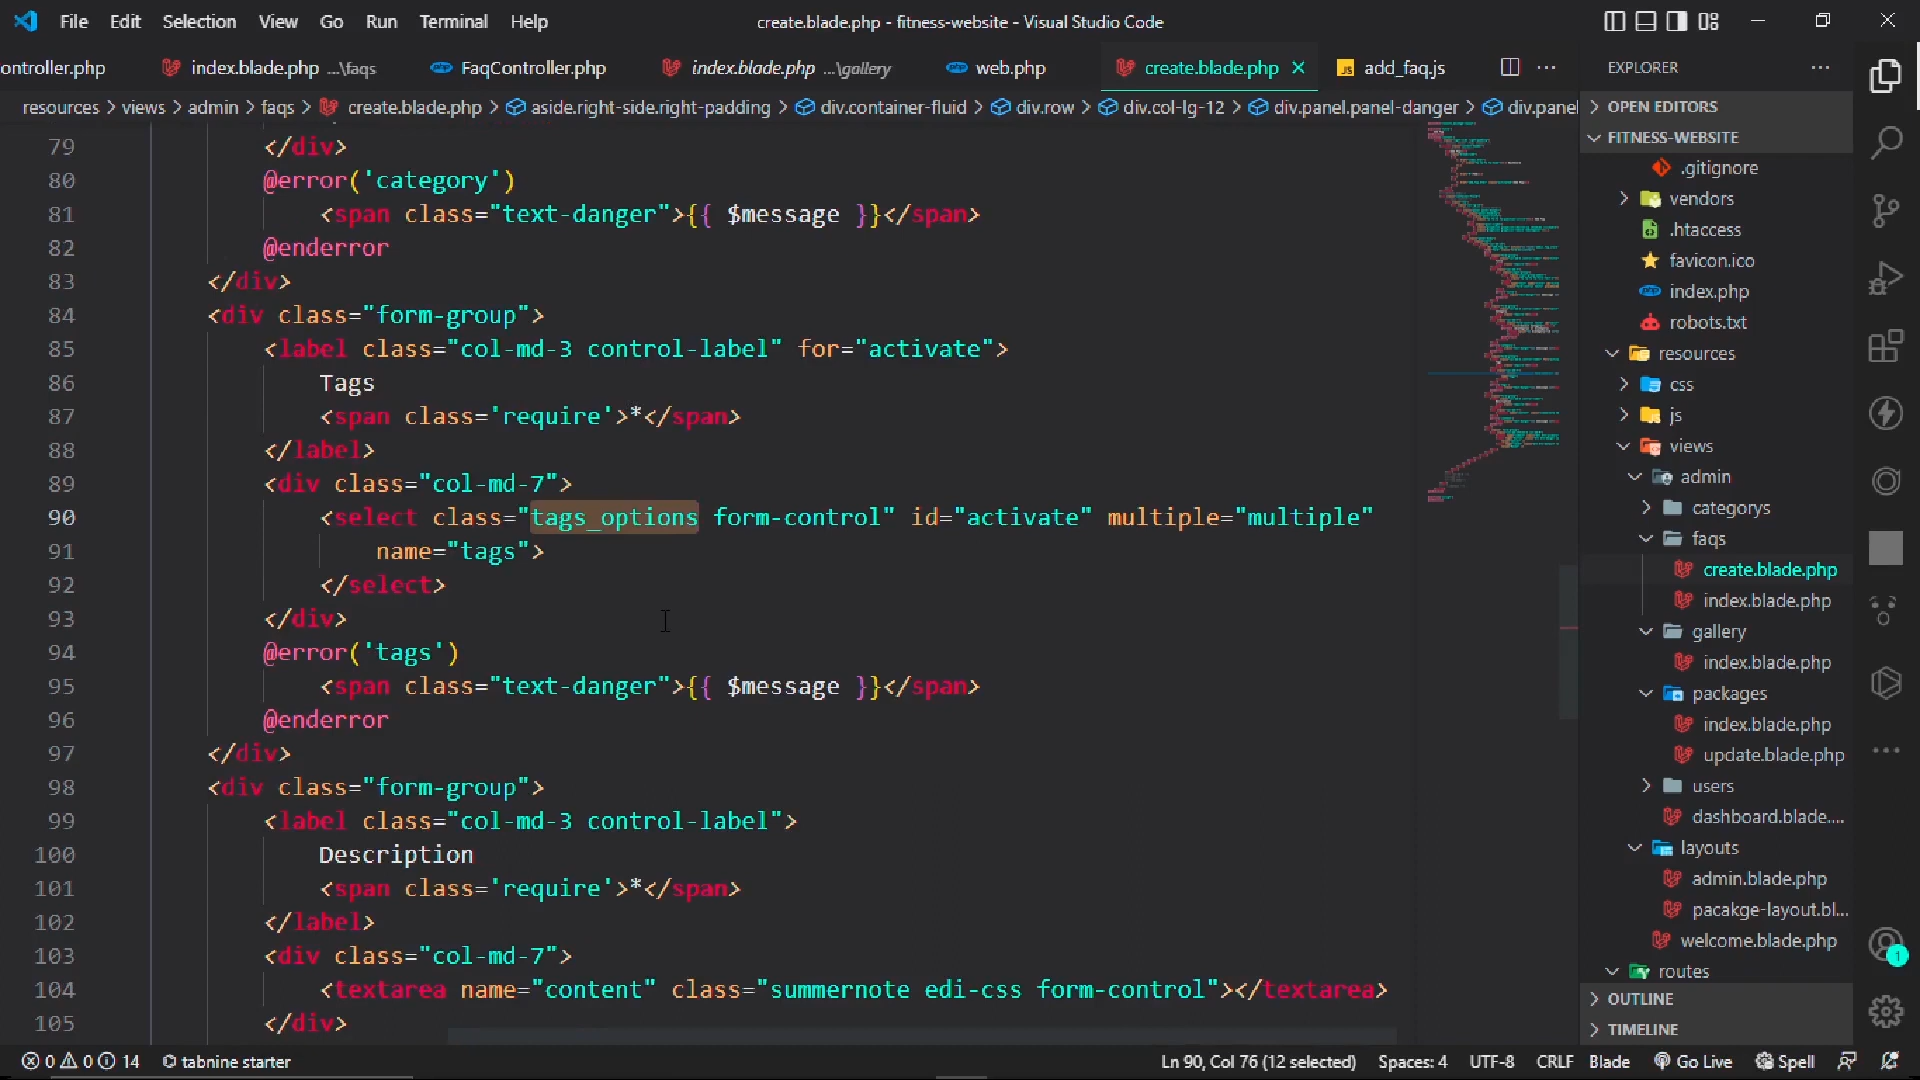 File Edit Selection View Go Run Terminal Help
create.blade.php - fitness-website - Visual Studio Code
ontroller.php
index.blade.php ...\faqs
FaqController.php
index.blade.php ...\gallery
web.php
create.blade.php
add_faq.js
resources > views > admin > faqs > create.blade.php > aside.right-side.right-padding > div.container-fluid > div.row > div.col-lg-12 > div.panel.panel-danger > div.panel
79 </div>
80 @error('category')
81 <span class="text-danger">{{ $message }}</span>
82 @enderror
83 </div>
84 <div class="form-group">
85 <label class="col-md-3 control-label" for="activate">
86 Tags
87 <span class='require'>*</span>
88 </label>
89 <div class="col-md-7">
90 <select class="tags_options form-control" id="activate" multiple="multiple"
91 name="tags">
92 </select>
93 </div>
94 @error('tags')
95 <span class="text-danger">{{ $message }}</span>
96 @enderror
97 </div>
98 <div class="form-group">
99 <label class="col-md-3 control-label">
100 Description
101 <span class='require'>*</span>
102 </label>
103 <div class="col-md-7">
104 <textarea name="content" class="summernote edi-css form-control"></textarea>
105 </div>
EXPLORER
OPEN EDITORS
FITNESS-WEBSITE
.gitignore
vendors
.htaccess
favicon.ico
index.php
robots.txt
resources
css
js
views
admin
categorys
faqs
create.blade.php
index.blade.php
gallery
index.blade.php
packages
index.blade.php
update.blade.php
users
dashboard.blade....
layouts
admin.blade.php
pacakge-layout.bl...
welcome.blade.php
routes
OUTLINE
TIMELINE
1
0 0 14 tabnine starter
Ln 90, Col 76 (12 selected) Spaces: 4 UTF-8 CRLF Blade Go Live Spell